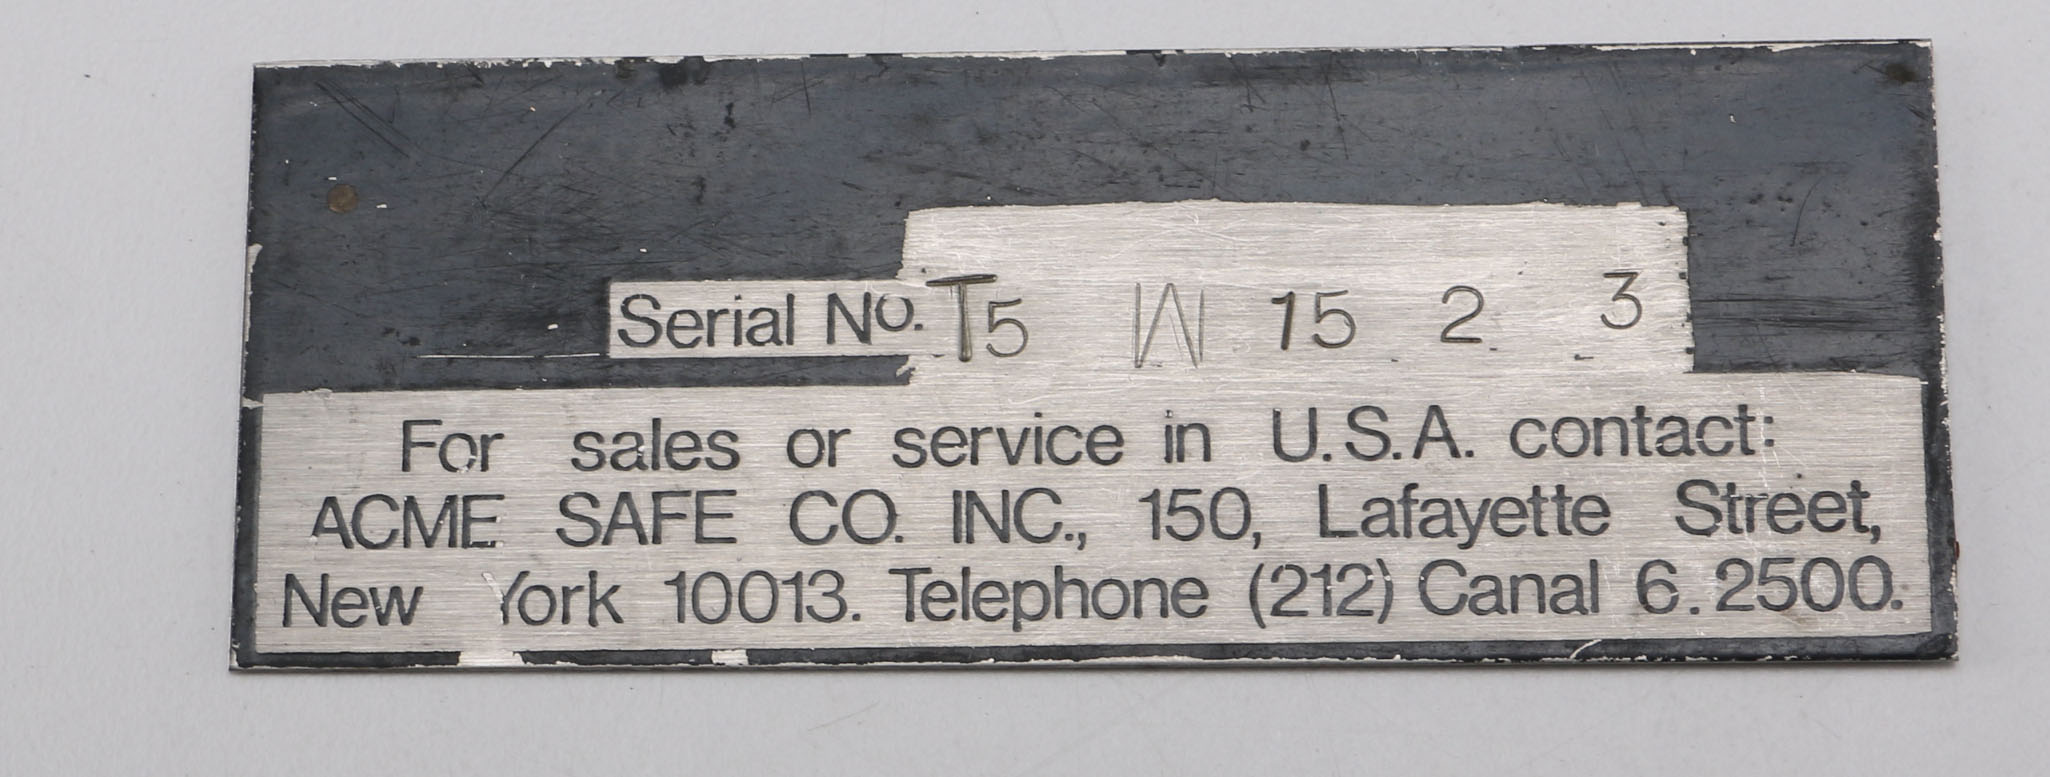 Serial No. T5 W 15 2 3
For sales or service in U.S.A. contact:
ACME SAFE CO. INC., 150, Lafayette Street,
New York 10013. Telephone (212) Canal 6.2500.